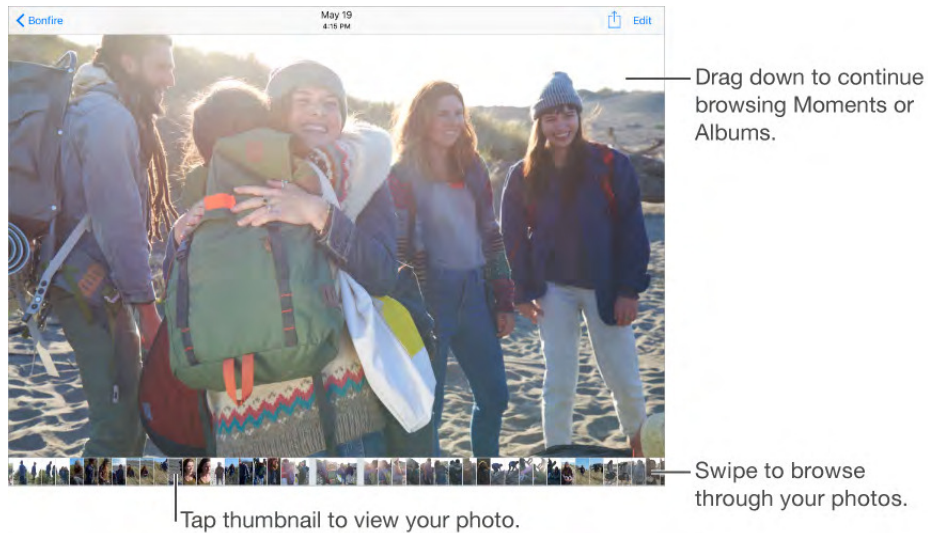 Bonfire
May 19
4:15 PM
Edit
Drag down to continue
browsing Moments or
Albums.
Swipe to browse
through your photos.
Tap thumbnail to view your photo.